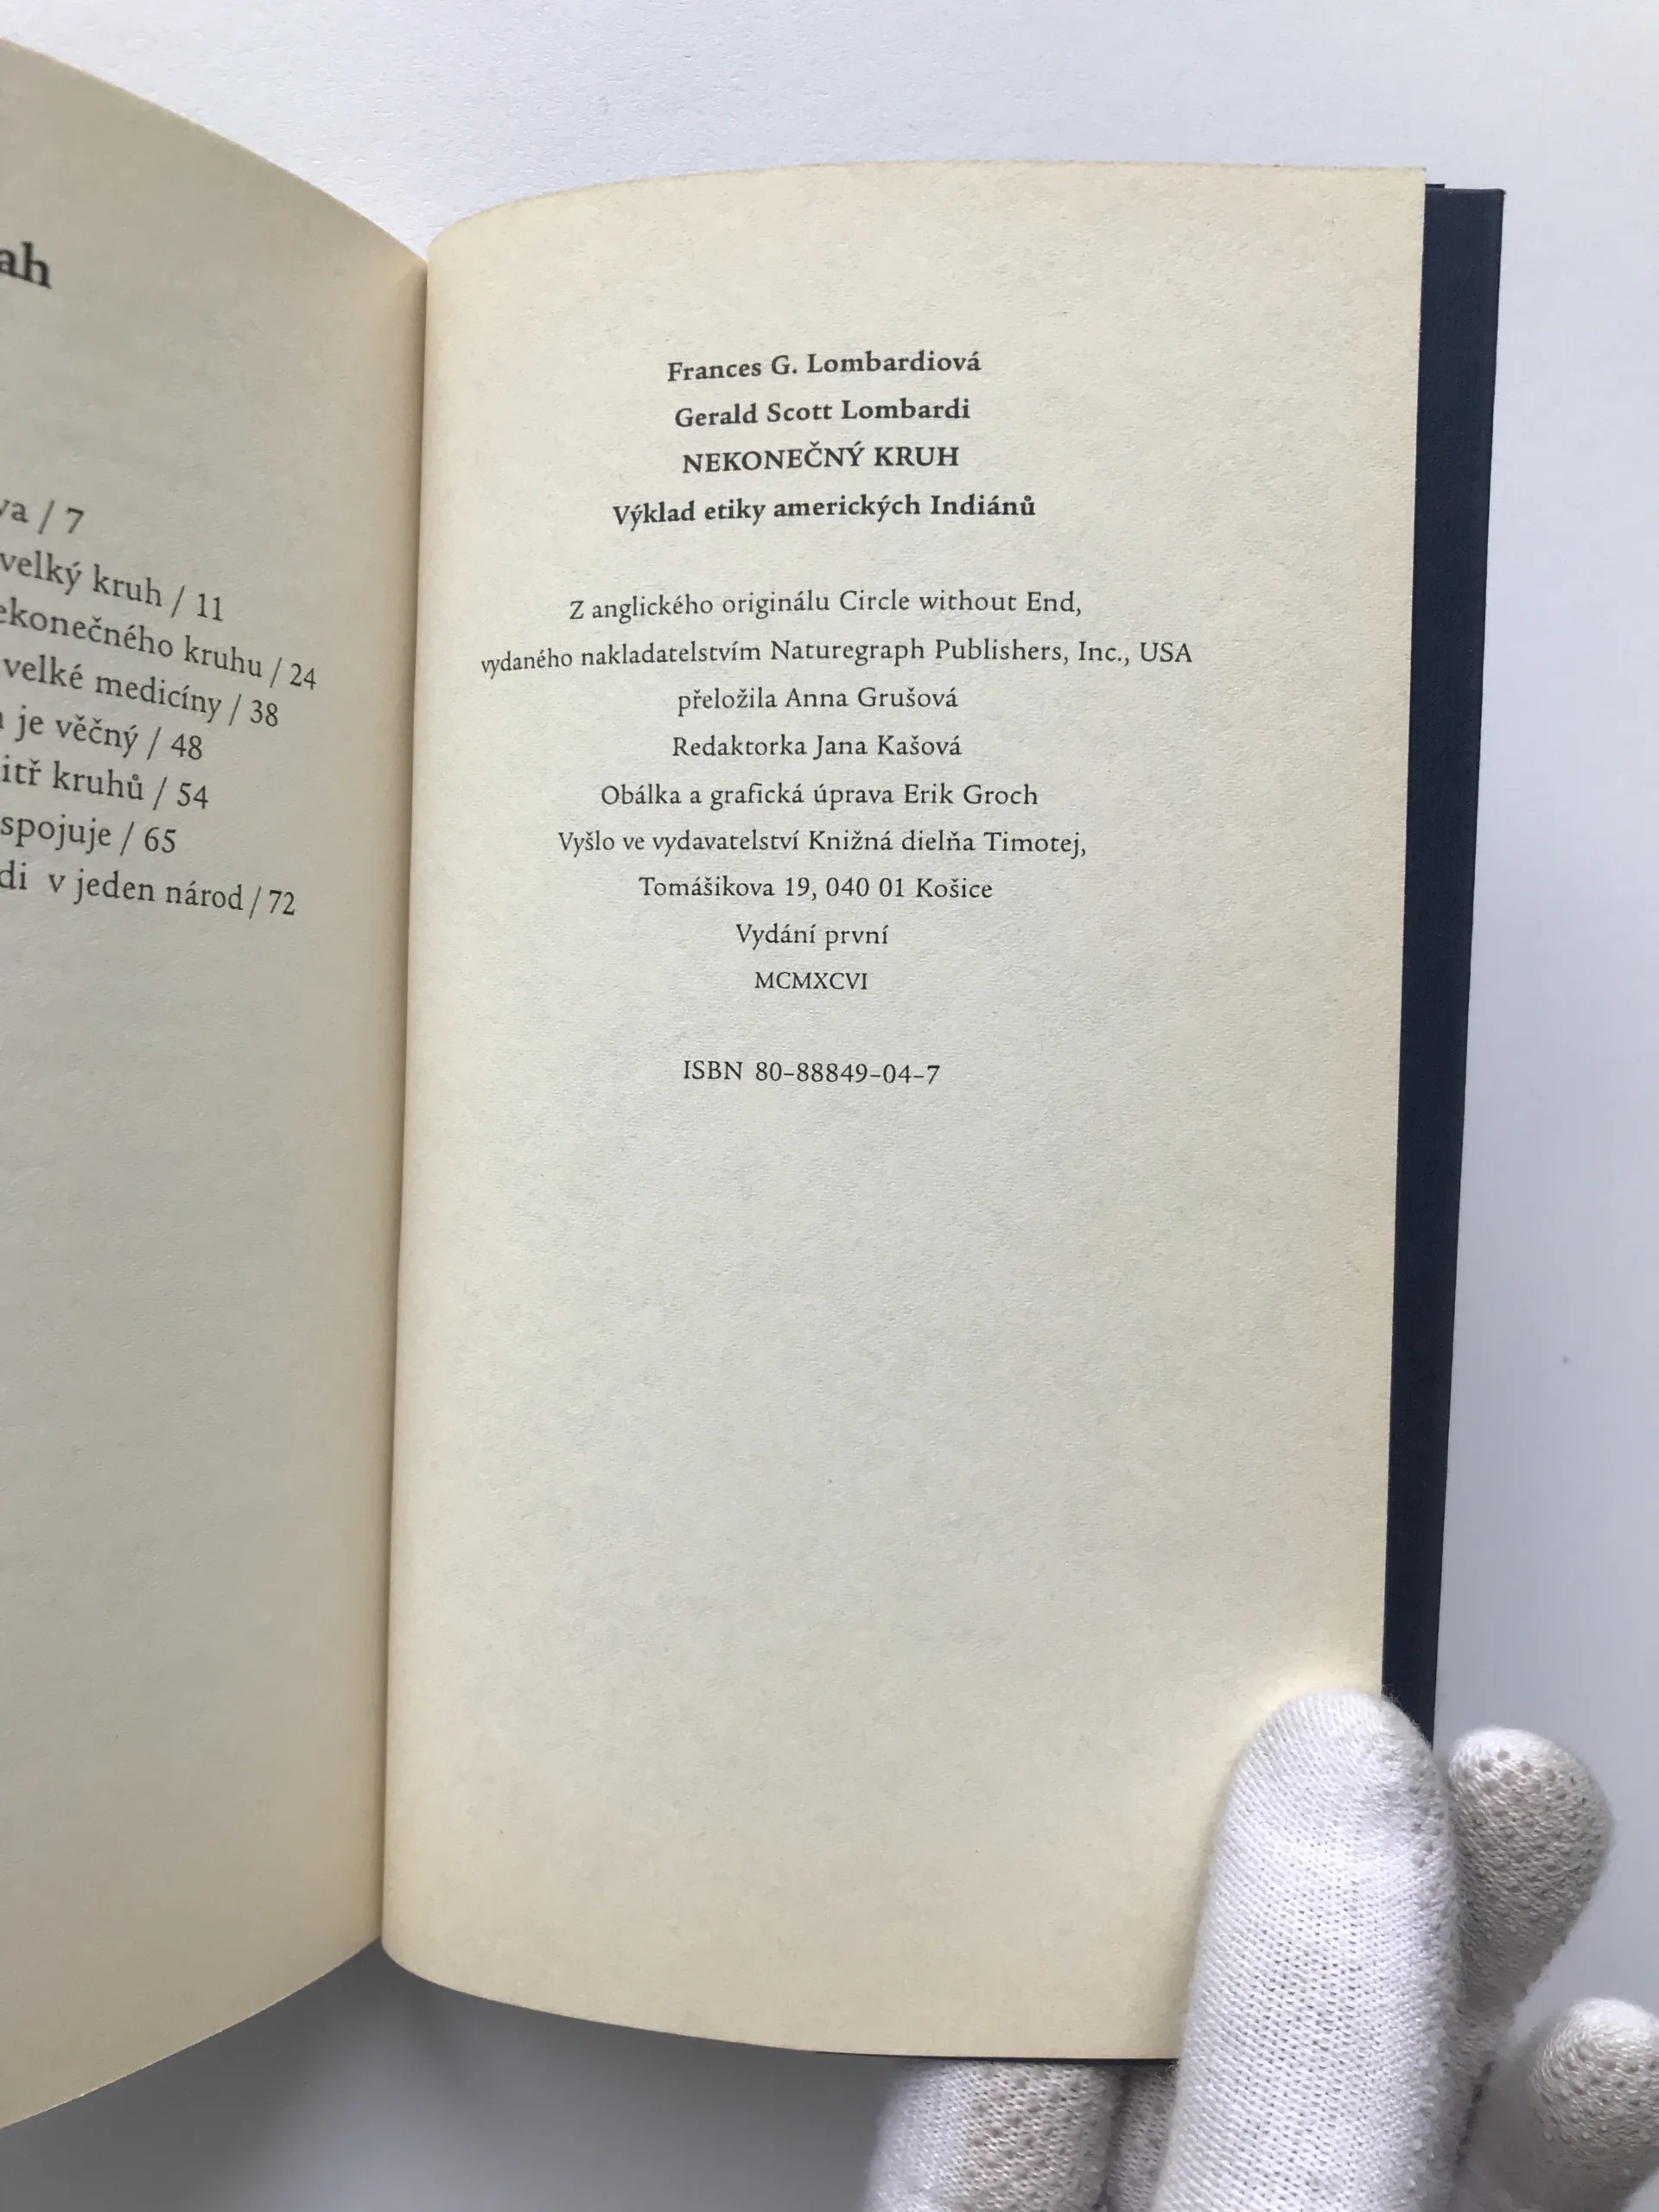 va / 7
velký kruh / 11
ekonečného kruhu / 24
velké medicíny / 38
je věčný / 48
itř kruhů / 54
spojuje / 65
di v jeden národ / 72
Frances G. Lombardiová
Gerald Scott Lombardi
NEKONEČNÝ KRUH
Výklad etiky amerických Indiánů
Z anglického originálu Circle without End,
vydaného nakladatelstvím Naturegraph Publishers, Inc., USA
přeložila Anna Grušová
Redaktorka Jana Kašová
Obálka a grafická úprava Erik Groch
Vyšlo ve vydavatelství Knižná dielňa Timotej,
Tomášikova 19, 040 01 Košice
Vydání první
MCMXCVI
ISBN 80-88849-04-7